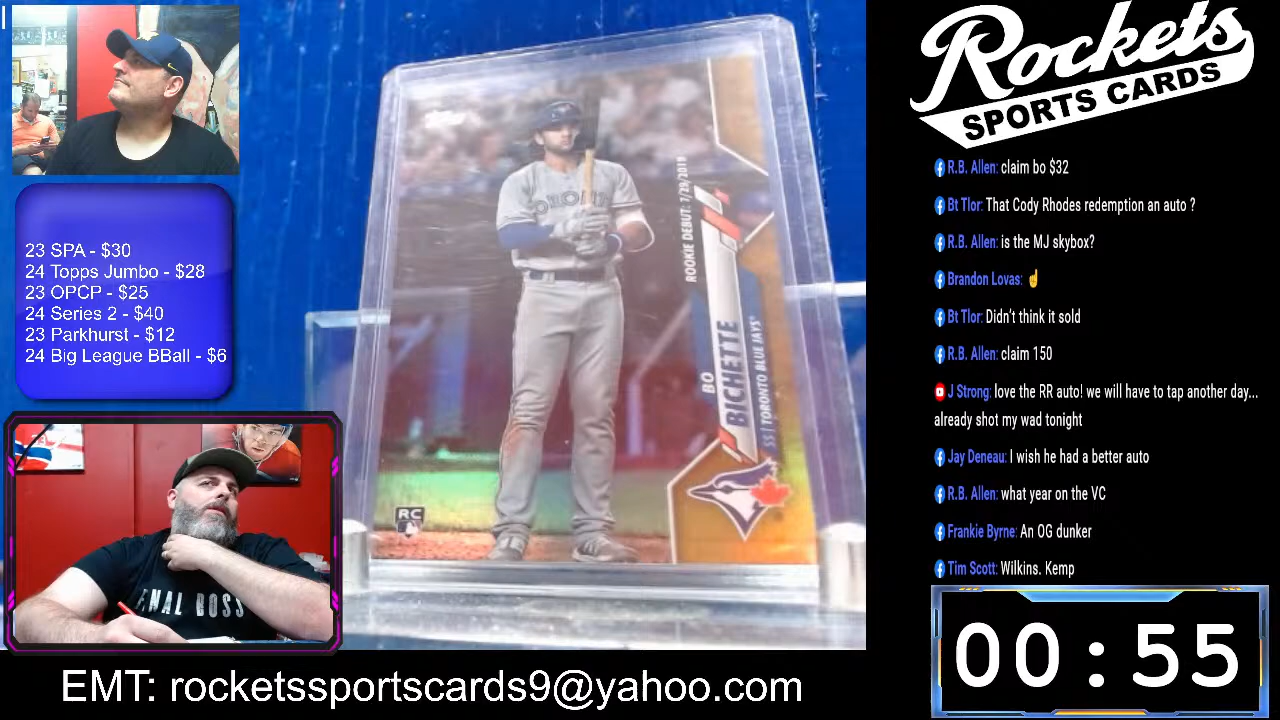 23 SPA - $30
24 Topps Jumbo - $28
23 OPCP - $25
24 Series 2 - $40
23 Parkhurst - $12
24 Big League BBall - $6
ROOKIE DEBUT: 7/29/2019
BO
BICHETTE
SS | TORONTO BLUE JAYS
TORONTO
RC
Rockets
SPORTS CARDS
R.B. Allen: claim bo $32
Bt Tlor: That Cody Rhodes redemption an auto ?
R.B. Allen: is the MJ skybox?
Brandon Lovas: ☝
Bt Tlor: Didn't think it sold
R.B. Allen: claim 150
J Strong: love the RR auto! we will have to tap another day...
already shot my wad tonight
Jay Deneau: I wish he had a better auto
R.B. Allen: what year on the VC
Frankie Byrne: An OG dunker
Tim Scott: Wilkins. Kemp
00:55
BOSS
EMT: rocketssportscards9@yahoo.com